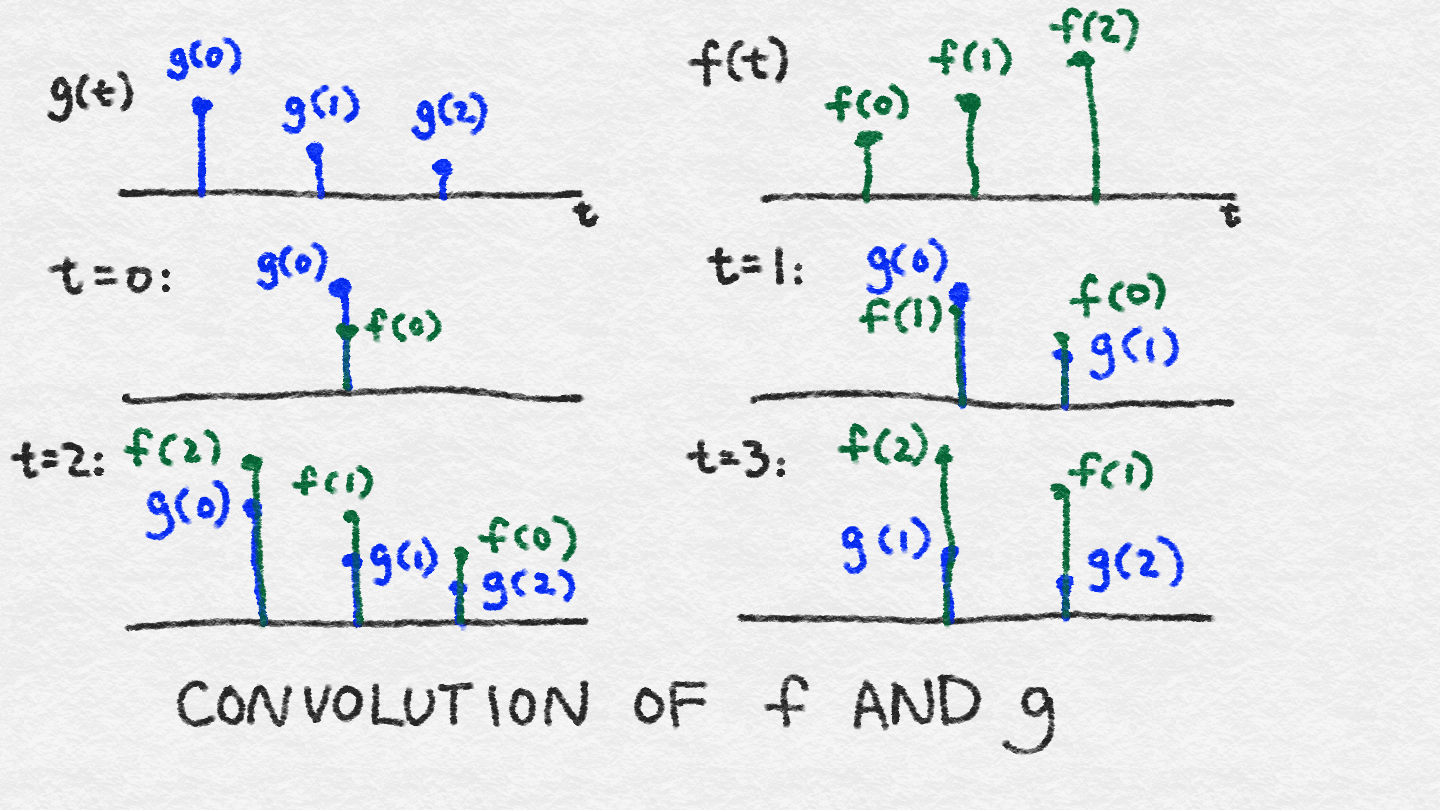 g(t) g(0) g(1) g(2) t
f(t) f(0) f(1) f(2) t
t=0: g(0) f(0)
t=1: g(0) f(1) f(0) g(1)
t=2: f(2) g(0) f(1) g(1) f(0) g(2)
t=3: f(2) g(1) f(1) g(2)
CONVOLUTION OF f AND g